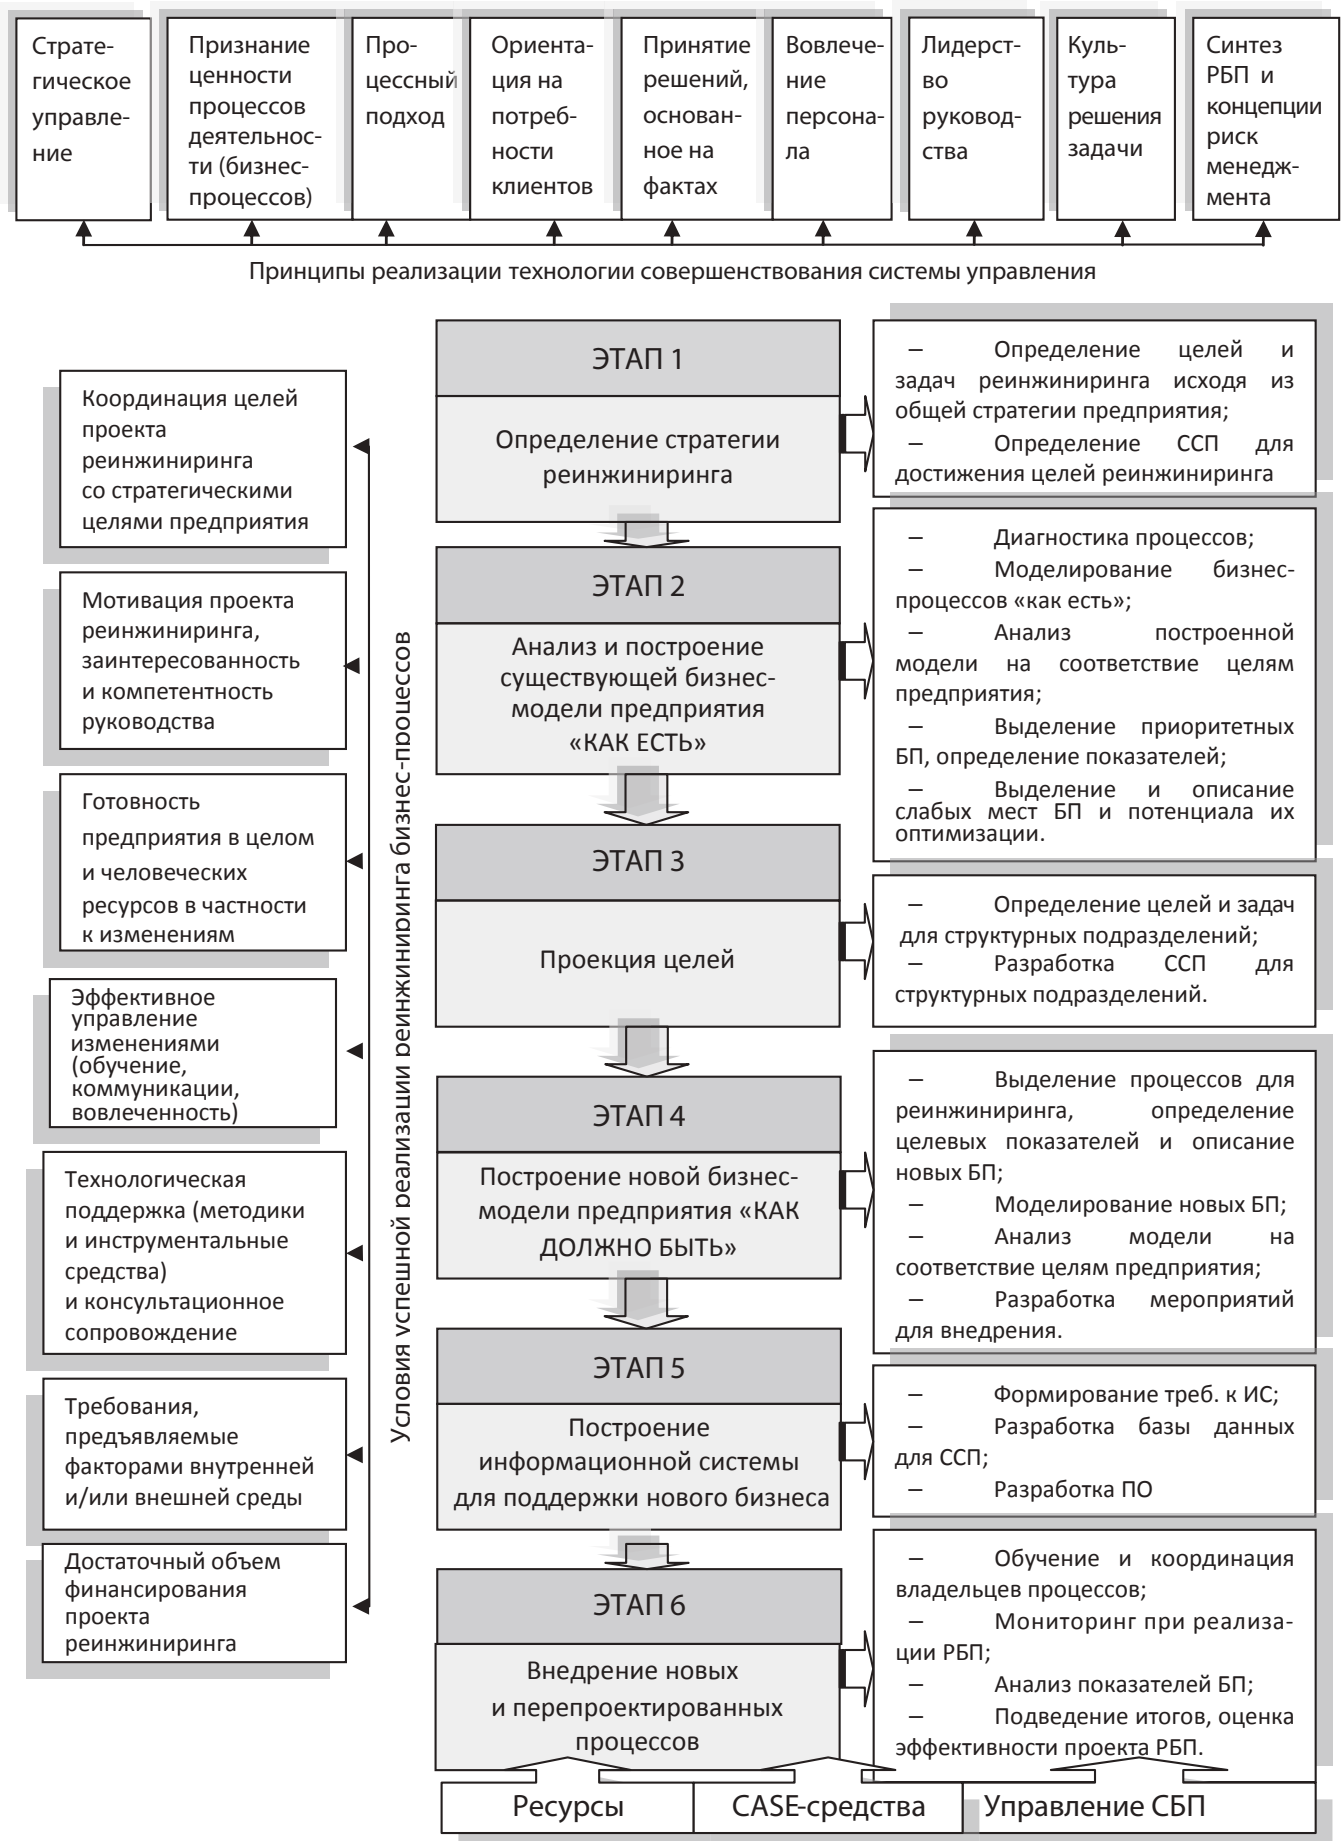 Страте-
гическое
управле-
ние
Признание
ценности
процессов
деятельнос-
ти (бизнес-
процессов)
Про-
цессный
подход
Ориента-
ция на
потреб-
ности
клиентов
Принятие
решений,
основан-
ное на
фактах
Вовлече-
ние
персона-
ла
Лидерст-
во
руковод-
ства
Куль-
тура
решения
задачи
Синтез
РБП и
концепции
риск
менедж-
мента
Принципы реализации технологии совершенствования системы управления
Координация целей
проекта
реинжиниринга
со стратегическими
целями предприятия
Мотивация проекта
реинжиниринга,
заинтересованность
и компетентность
руководства
Готовность
предприятия в целом
и человеческих
ресурсов в частности
к изменениям
Эффективное
управление
изменениями
(обучение,
коммуникации,
вовлеченность)
Технологическая
поддержка (методики
и инструментальные
средства)
и консультационное
сопровождение
Требования,
предъявляемые
факторами внутренней
и/или внешней среды
Достаточный объем
финансирования
проекта
реинжиниринга
Условия успешной реализации реинжиниринга бизнес-процессов
ЭТАП 1
Определение стратегии
реинжиниринга
– Определение целей и
задач реинжиниринга исходя из
общей стратегии предприятия;
– Определение ССП для
достижения целей реинжиниринга
ЭТАП 2
Анализ и построение
существующей бизнес-
модели предприятия
«КАК ЕСТЬ»
– Диагностика процессов;
– Моделирование бизнес-
процессов «как есть»;
– Анализ построенной
модели на соответствие целям
предприятия;
– Выделение приоритетных
БП, определение показателей;
– Выделение и описание
слабых мест БП и потенциала их
оптимизации.
ЭТАП 3
Проекция целей
– Определение целей и задач
для структурных подразделений;
– Разработка ССП для
структурных подразделений.
ЭТАП 4
Построение новой бизнес-
модели предприятия «КАК
ДОЛЖНО БЫТЬ»
– Выделение процессов для
реинжиниринга, определение
целевых показателей и описание
новых БП;
– Моделирование новых БП;
– Анализ модели на
соответствие целям предприятия;
– Разработка мероприятий
для внедрения.
ЭТАП 5
Построение
информационной системы
для поддержки нового бизнеса
– Формирование треб. к ИС;
– Разработка базы данных
для ССП;
– Разработка ПО
ЭТАП 6
Внедрение новых
и перепроектированных
процессов
– Обучение и координация
владельцев процессов;
– Мониторинг при реализа-
ции РБП;
– Анализ показателей БП;
– Подведение итогов, оценка
эффективности проекта РБП.
Ресурсы
CASE-средства
Управление СБП